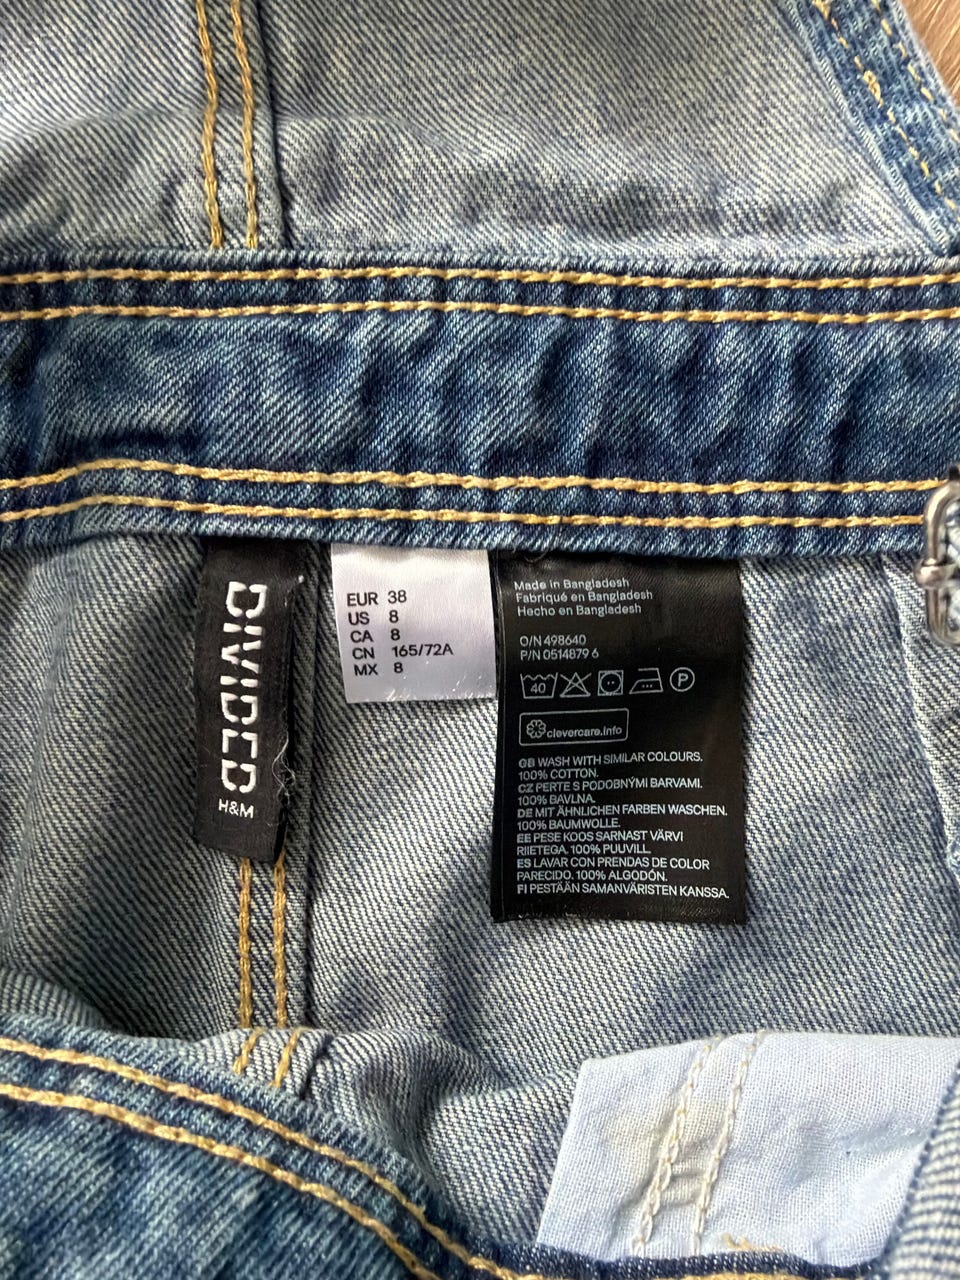 DIVIDED
H&M
EUR 38
US 8
CA 8
CN 165/72A
MX 8
Made in Bangladesh
Fabriqué en Bangladesh
Hecho en Bangladesh
O/N 498640
P/N 0514879 6
40
P
clevercare.info
GB WASH WITH SIMILAR COLOURS.
100% COTTON.
CZ PERTE S PODOBNÝMI BARVAMI.
100% BAVLNA.
DE MIT ÄHNLICHEN FARBEN WASCHEN.
100% BAUMWOLLE.
EE PESE KOOS SARNAST VÄRVI
RIIETEGA. 100% PUUVILL.
ES LAVAR CON PRENDAS DE COLOR
PARECIDO. 100% ALGODÓN.
FI PESTÄÄN SAMANVÄRISTEN KANSSA.